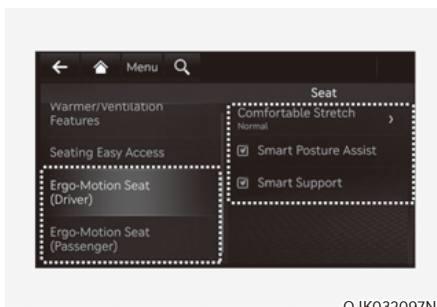 Menu
Seat
Warmer/Ventilation
Features
Seating Easy Access
Ergo-Motion Seat
(Driver)
Ergo-Motion Seat
(Passenger)
Comfortable Stretch
Normal
Smart Posture Assist
Smart Support
OJK032097N